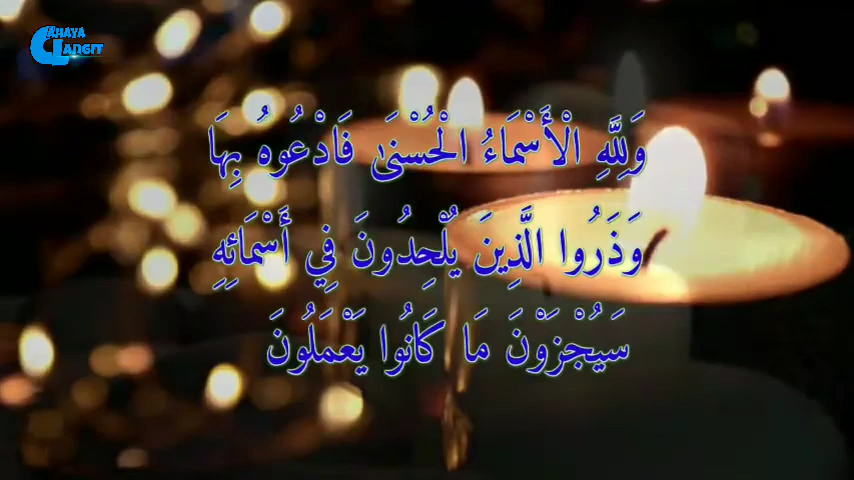 CAHAYA
LANGIT
وَلِلَّهِ الْأَسْمَاءُ الْحُسْنَىٰ فَادْعُوهُ بِهَا
وَذَرُوا الَّذِينَ يُلْحِدُونَ فِي أَسْمَائِهِ
سَيُجْزَوْنَ مَا كَانُوا يَعْمَلُونَ